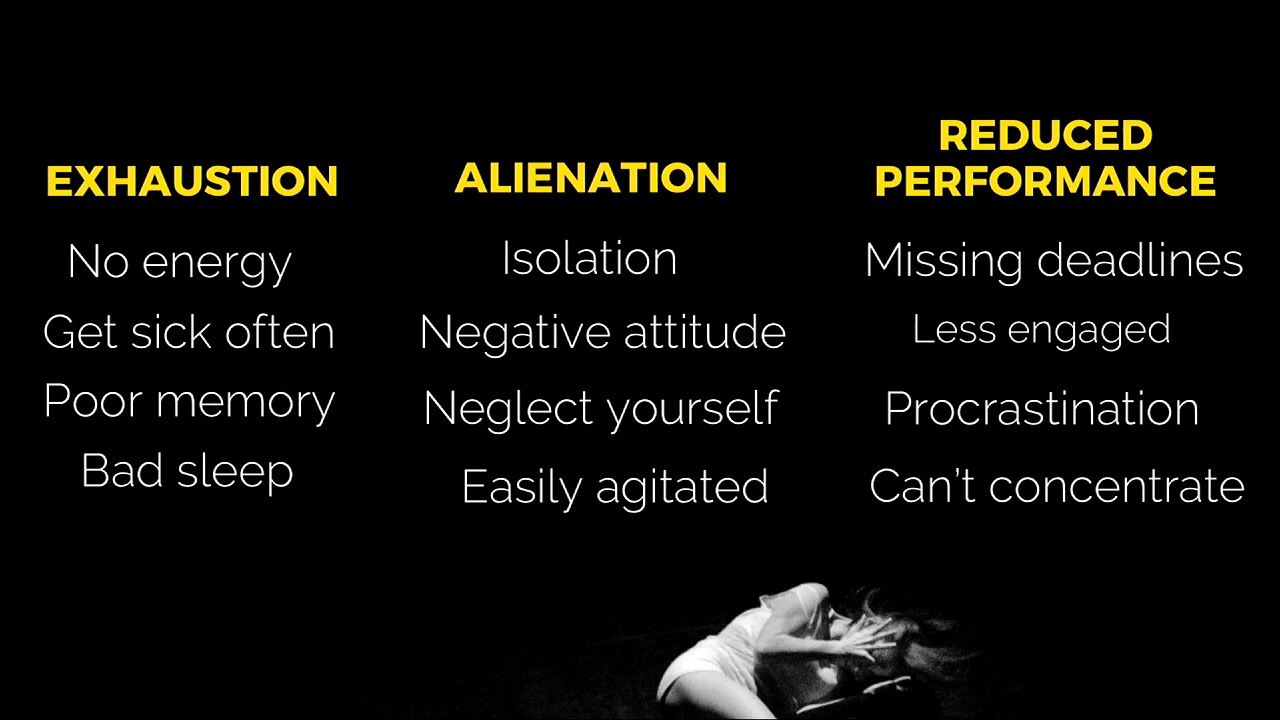 EXHAUSTION
No energy
Get sick often
Poor memory
Bad sleep
ALIENATION
Isolation
Negative attitude
Neglect yourself
Easily agitated
REDUCED
PERFORMANCE
Missing deadlines
Less engaged
Procrastination
Can’t concentrate